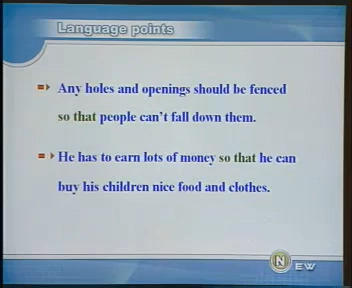 Language points
Any holes and openings should be fenced
so that people can't fall down them.
He has to earn lots of money so that he can
buy his children nice food and clothes.
N EW